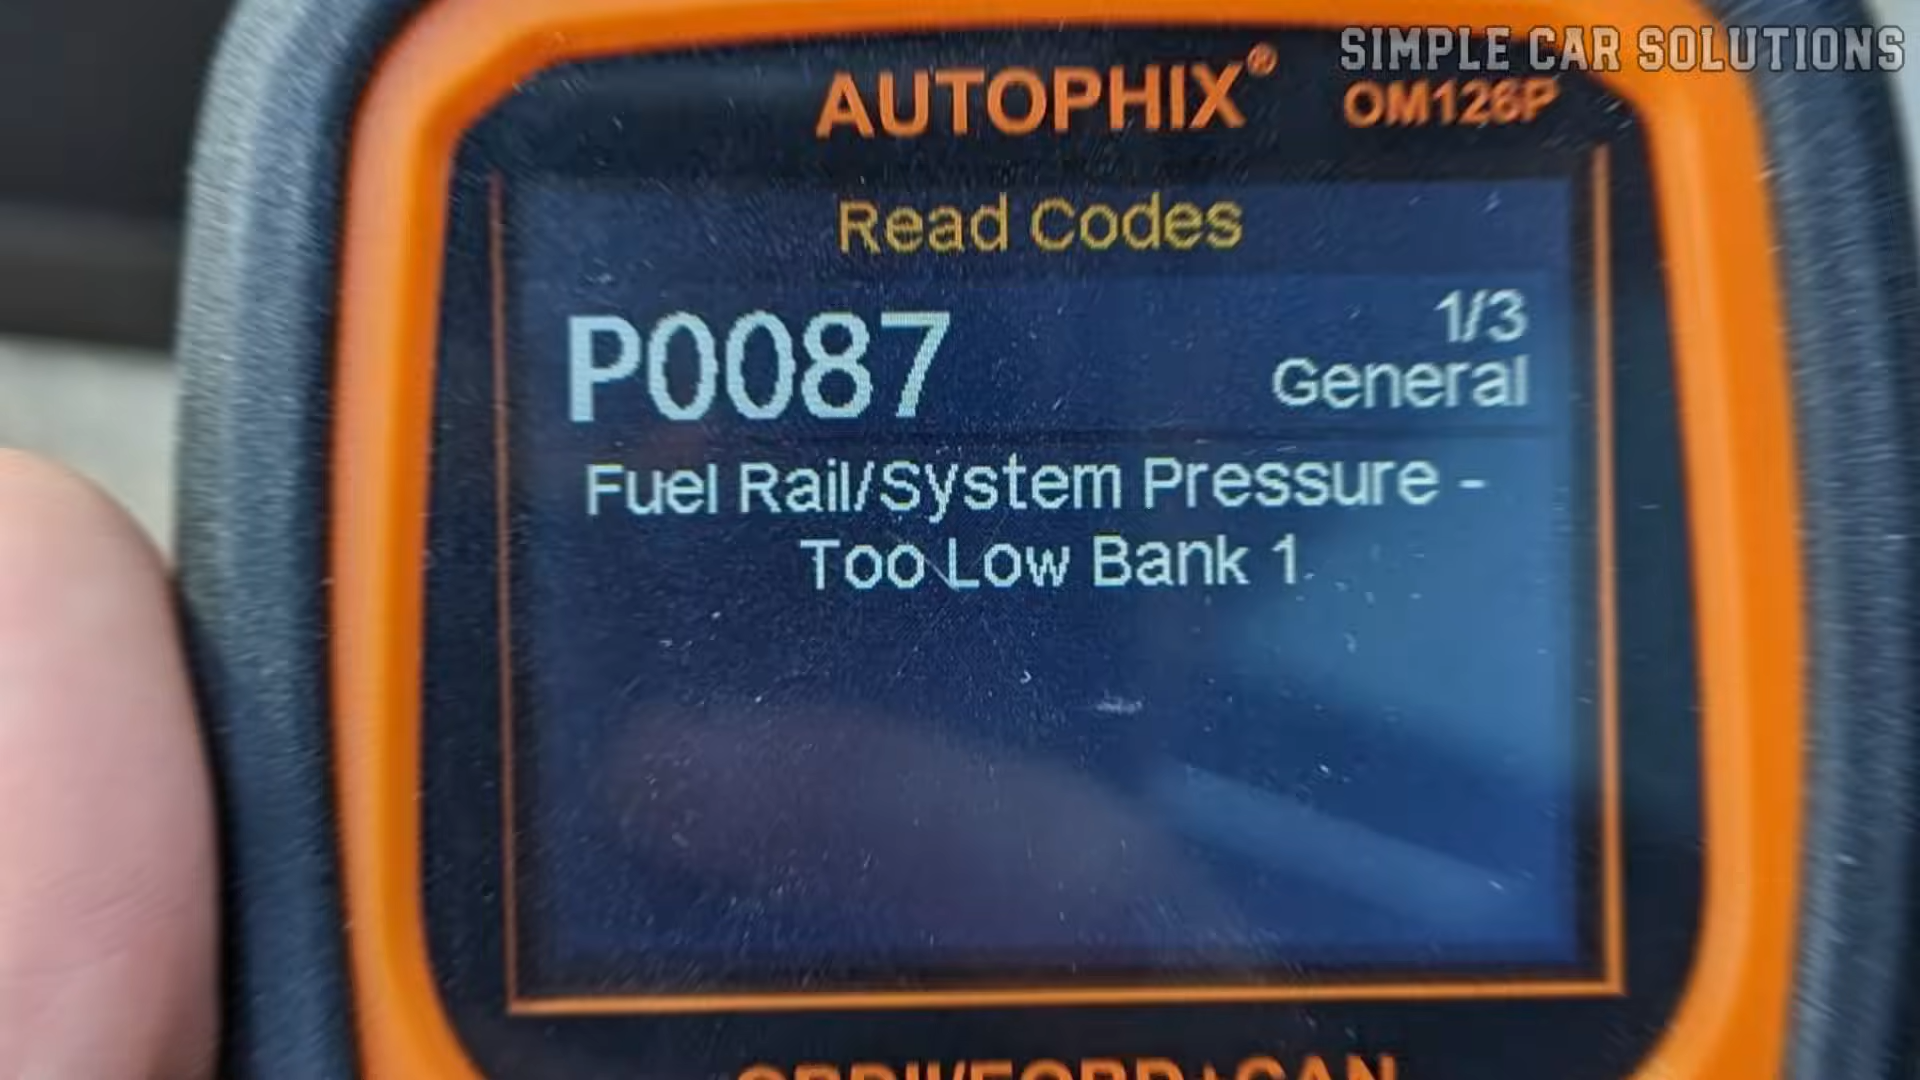 SIMPLE CAR SOLUTIONS
AUTOPHIX®
OM126P
Read Codes
P0087
1/3
General
Fuel Rail/System Pressure -
Too Low Bank 1